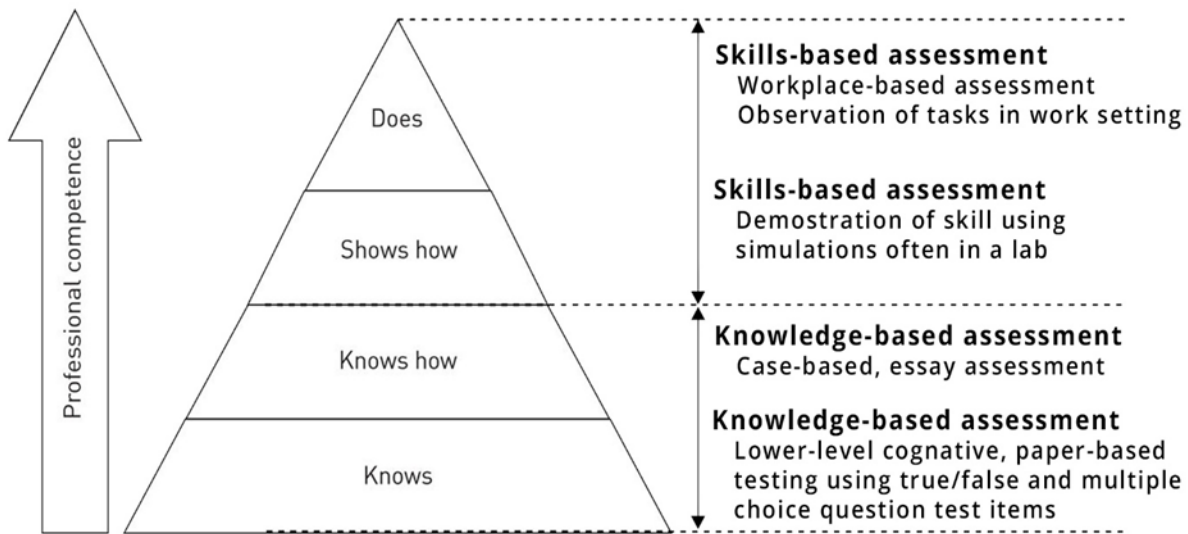 Professional competence
Does
Shows how
Knows how
Knows
Skills-based assessment
Workplace-based assessment
Observation of tasks in work setting
Skills-based assessment
Demostration of skill using
simulations often in a lab
Knowledge-based assessment
Case-based, essay assessment
Knowledge-based assessment
Lower-level cognative, paper-based
testing using true/false and multiple
choice question test items